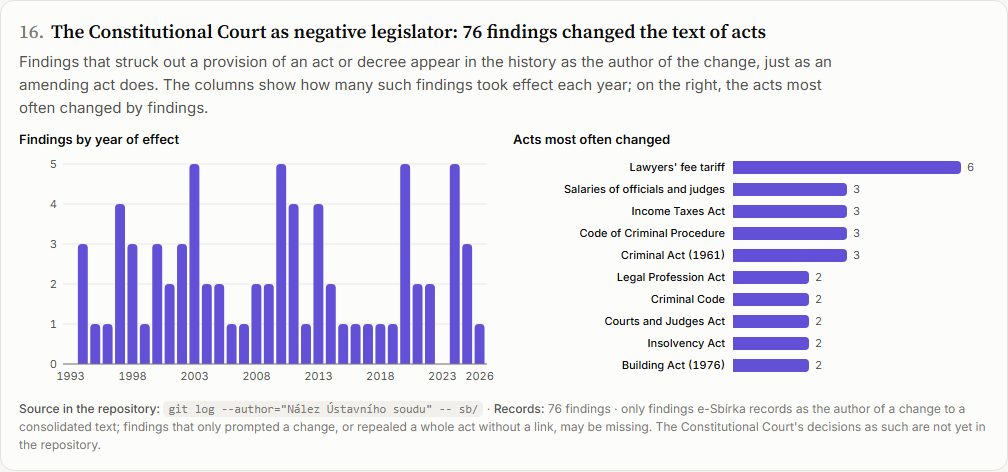 16. The Constitutional Court as negative legislator: 76 findings changed the text of acts
Findings that struck out a provision of an act or decree appear in the history as the author of the change, just as an
amending act does. The columns show how many such findings took effect each year; on the right, the acts most
often changed by findings.
Findings by year of effect
5
4
3
2
1
0
1993 1998 2003 2008 2013 2018 2023 2026
Acts most often changed
Lawyers' fee tariff 6
Salaries of officials and judges 3
Income Taxes Act 3
Code of Criminal Procedure 3
Criminal Act (1961) 3
Legal Profession Act 2
Criminal Code 2
Courts and Judges Act 2
Insolvency Act 2
Building Act (1976) 2
Source in the repository: git log --author="Nález Ústavního soudu" -- sb/ · Records: 76 findings · only findings e-Sbírka records as the author of a change to a
consolidated text; findings that only prompted a change, or repealed a whole act without a link, may be missing. The Constitutional Court's decisions as such are not yet in
the repository.